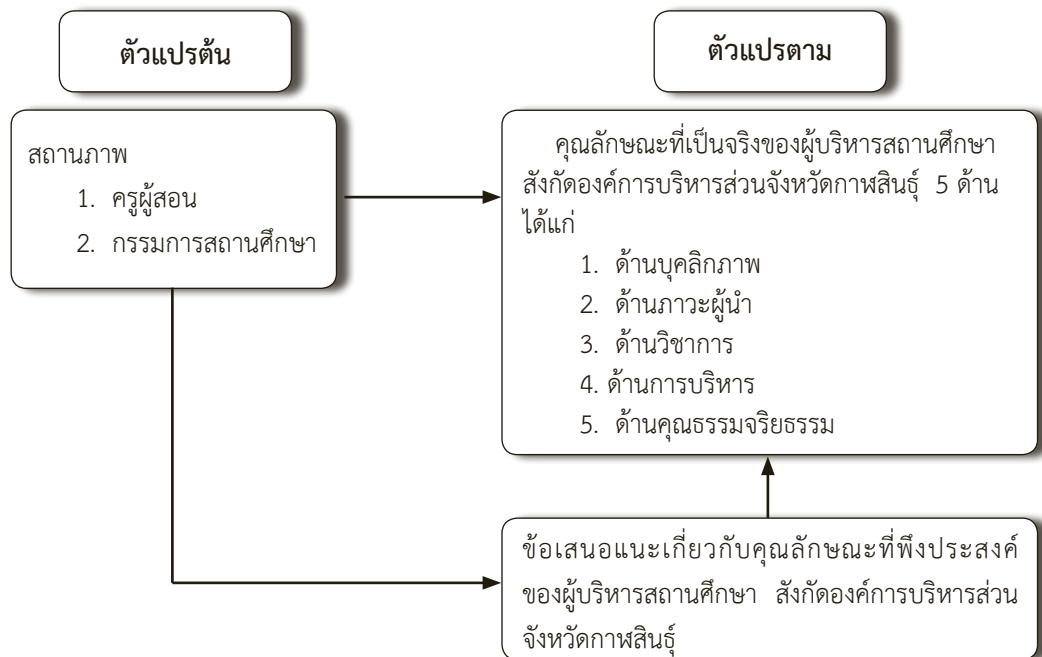 ตัวแปรต้น
ตัวแปรตาม
สถานภาพ
1. ครูผู้สอน
2. กรรมการสถานศึกษา
คุณลักษณะที่เป็นจริงของผู้บริหารสถานศึกษา
สังกัดองค์การบริหารส่วนจังหวัดกาฬสินธุ์ 5 ด้าน
ได้แก่
1. ด้านบุคลิกภาพ
2. ด้านภาวะผู้นำ
3. ด้านวิชาการ
4. ด้านการบริหาร
5. ด้านคุณธรรมจริยธรรม
ข้อเสนอแนะเกี่ยวกับคุณลักษณะที่พึงประสงค์
ของผู้บริหารสถานศึกษา สังกัดองค์การบริหารส่วน
จังหวัดกาฬสินธุ์